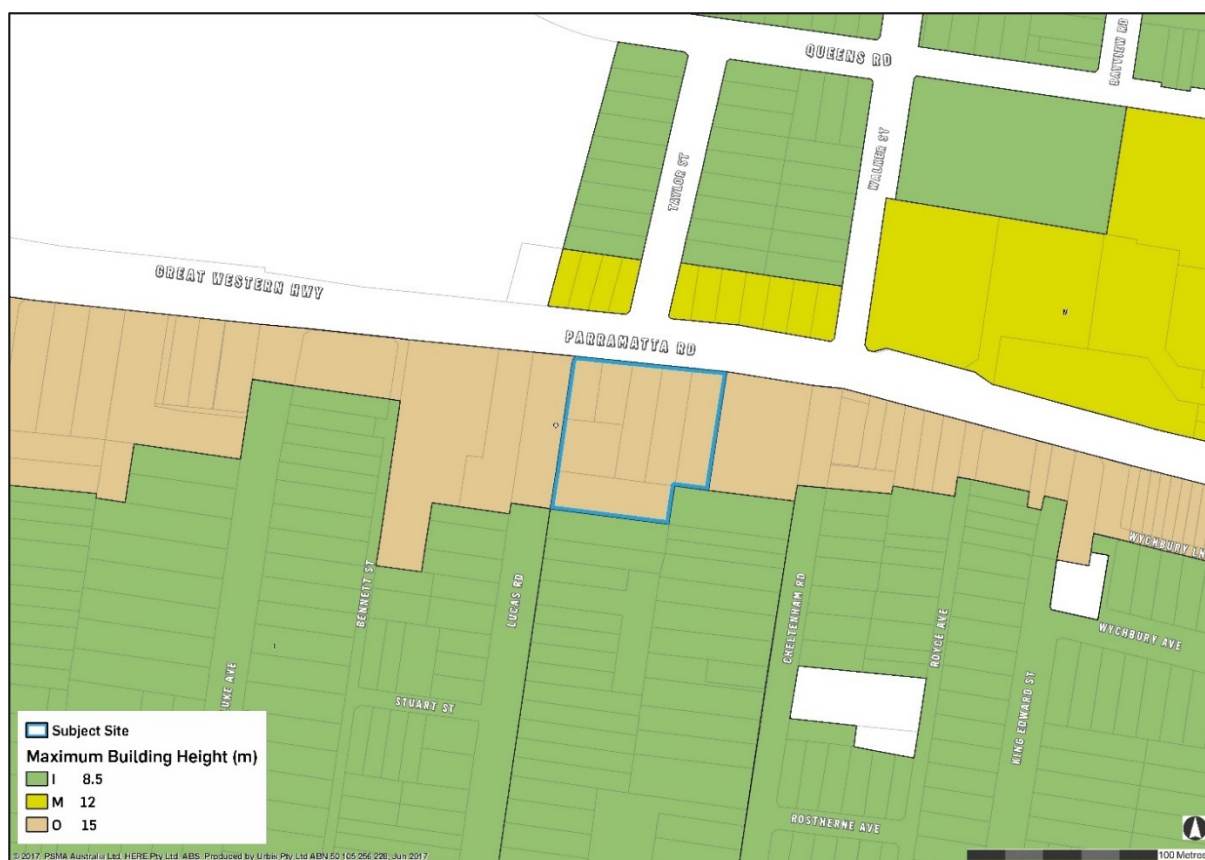 QUEENS RD
BAYVIEW RD
TAYLOR ST
WALKER ST
GREAT WESTERN HWY
PARRAMATTA RD
M
O
WYCHBURY LN
BENNETT ST
LUCAS RD
CHELTENHAM RD
ROYCE AVE
WYCHBURY AVE
I
UKE AVE
STUART ST
KING EDWARD ST
ROSTHERNE AVE
Subject Site
Maximum Building Height (m)
I 8.5
M 12
O 15
100 Metres
© 2017. PSMA Australia Ltd, HERE Pty Ltd. ABS. Produced by Urbis Pty Ltd ABN 50 105 256 228, Jun 2017